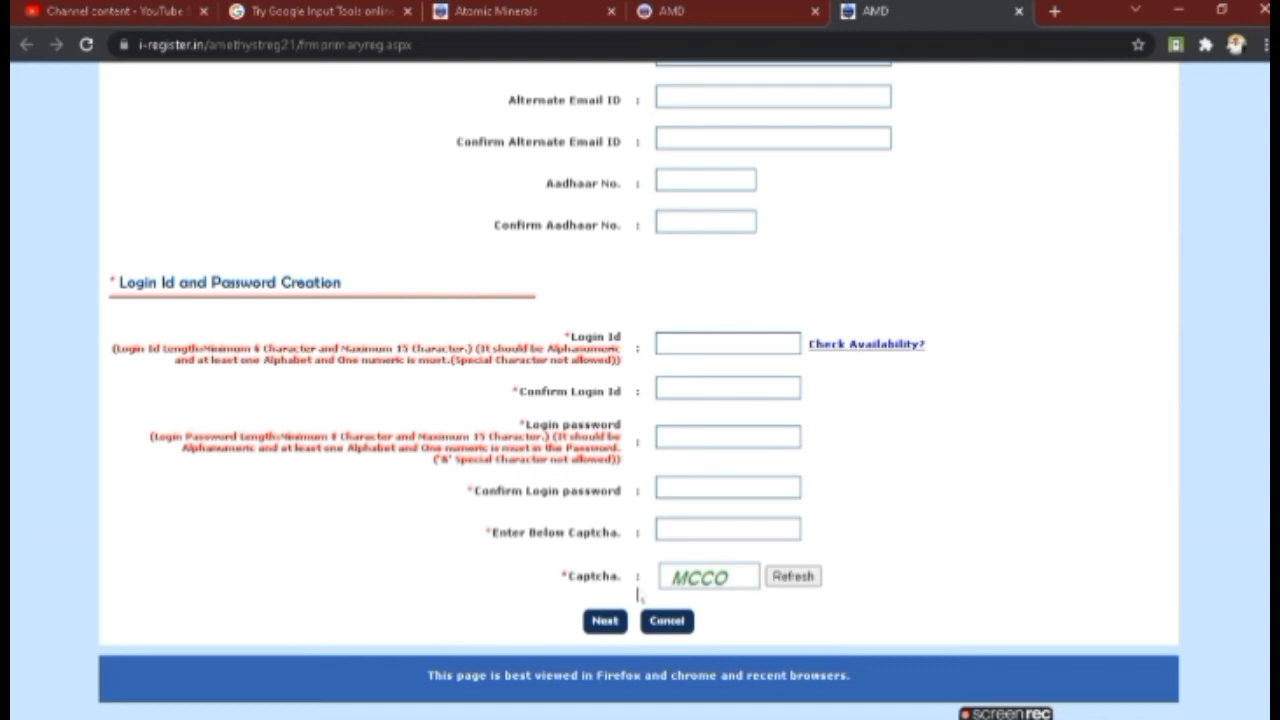 Channel content - YouTube
Try Google Input Tools online
Atomic Minerals
AMD
AMD
i-register.in/amethystreg21/frmprimaryreg.aspx
Alternate Email ID :
Confirm Alternate Email ID :
Aadhaar No. :
Confirm Aadhaar No. :
* Login Id and Password Creation
*Login Id
(Login Id Length:Minimum 6 Character and Maximum 15 Character.) (It should be Alphanumeric :
and at least one Alphabet and One numeric is must.(Special Character not allowed))
Check Availability?
*Confirm Login Id :
*Login password
(Login Password Length:Minimum 8 Character and Maximum 15 Character.) (It should be
Alphanumeric and at least one Alphabet and One numeric is must in the Password. :
('&' Special Character not allowed))
*Confirm Login password :
*Enter Below Captcha. :
*Captcha. : MCCO Refresh
Next Cancel
This page is best viewed in Firefox and chrome and recent browsers.
screenrec